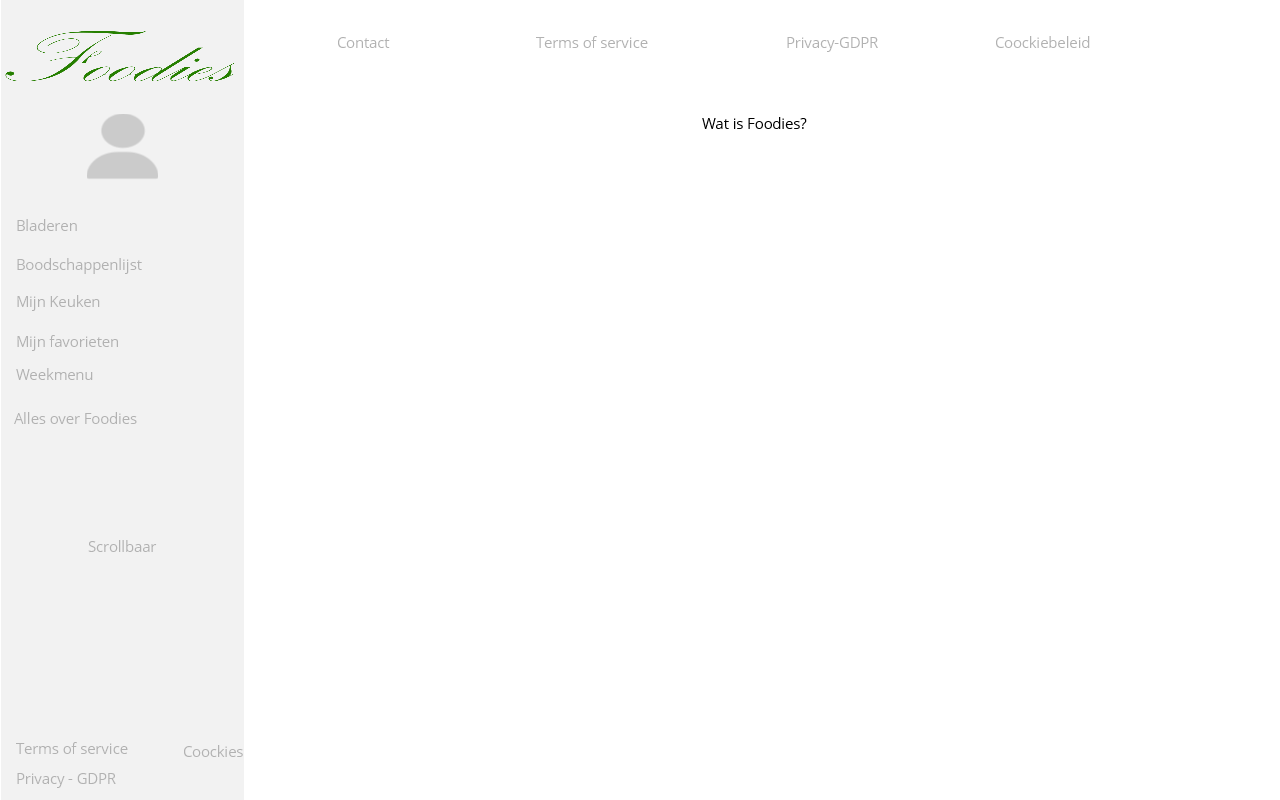 Foodies
Contact
Terms of service
Privacy-GDPR
Coockiebeleid
Wat is Foodies?
Bladeren
Boodschappenlijst
Mijn Keuken
Mijn favorieten
Weekmenu
Alles over Foodies
Scrollbaar
Terms of service
Coockies
Privacy - GDPR